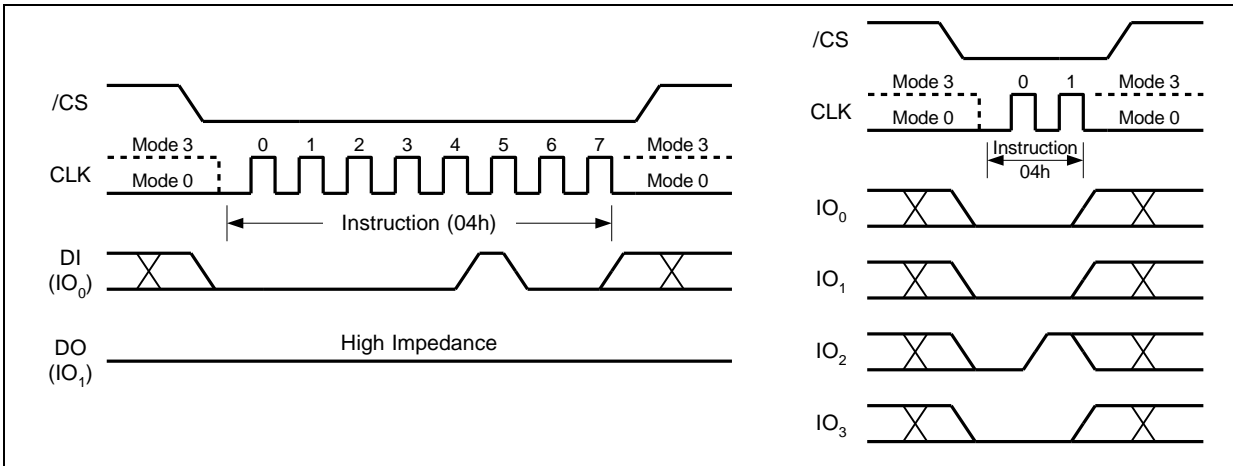 /CS
Mode 3
0 1 2 3 4 5 6 7
Mode 3
CLK
Mode 0
Mode 0
Instruction (04h)
DI
(IO0)
High Impedance
DO
(IO1)
/CS
Mode 3
0 1
Mode 3
CLK
Mode 0
Mode 0
Instruction
04h
IO0
IO1
IO2
IO3